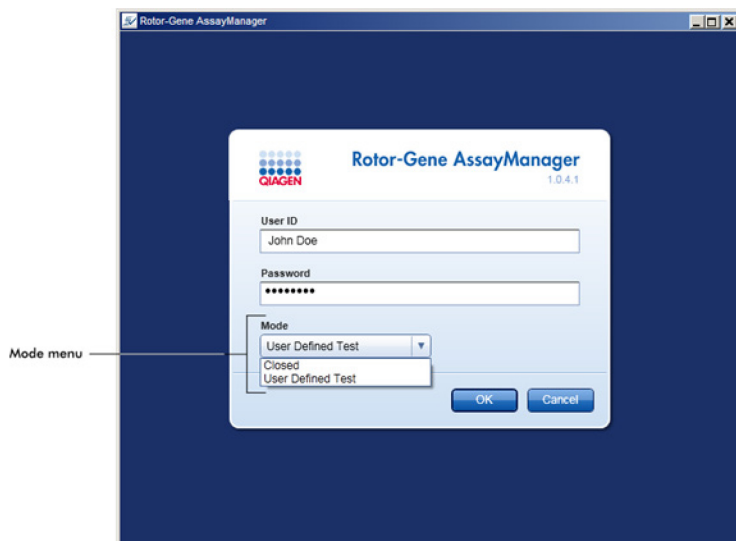 Rotor-Gene AssayManager
QIAGEN
Rotor-Gene AssayManager
1.0.4.1
User ID
John Doe
Password
••••••••
Mode
Mode menu
User Defined Test
Closed
User Defined Test
OK Cancel